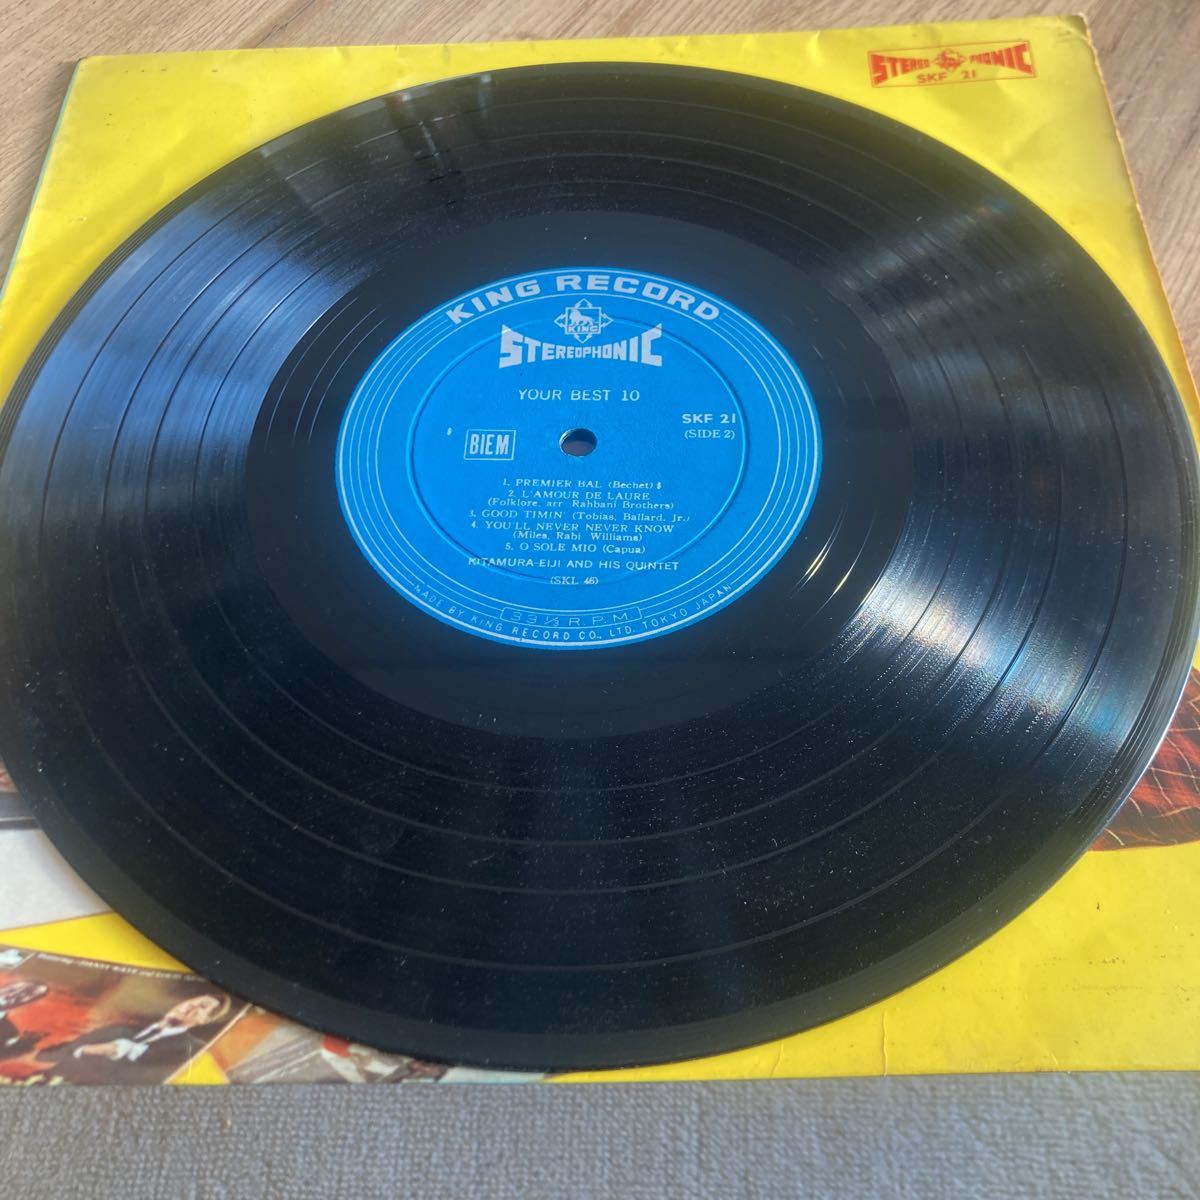 STEREO PHONIC
SKF 21
KING RECORD
KING
STEREOPHONIC
YOUR BEST 10
SKF 21
(SIDE 2)
$
BIEM
1. PREMIER BAL (Bechet) $
2. L'AMOUR DE LAURE
(Folklore, arr Rahbani Brothers)
3. GOOD TIMIN' (Tobias, Ballard, Jr.)
4. YOU'LL NEVER NEVER KNOW
(Miles, Rabi Williams)
5. O SOLE MIO (Capua)
KITAMURA-EIJI AND HIS QUINTET
(SKL 46)
33⅓ R.P.M.
MADE BY KING RECORD CO., LTD. TOKYO JAPAN